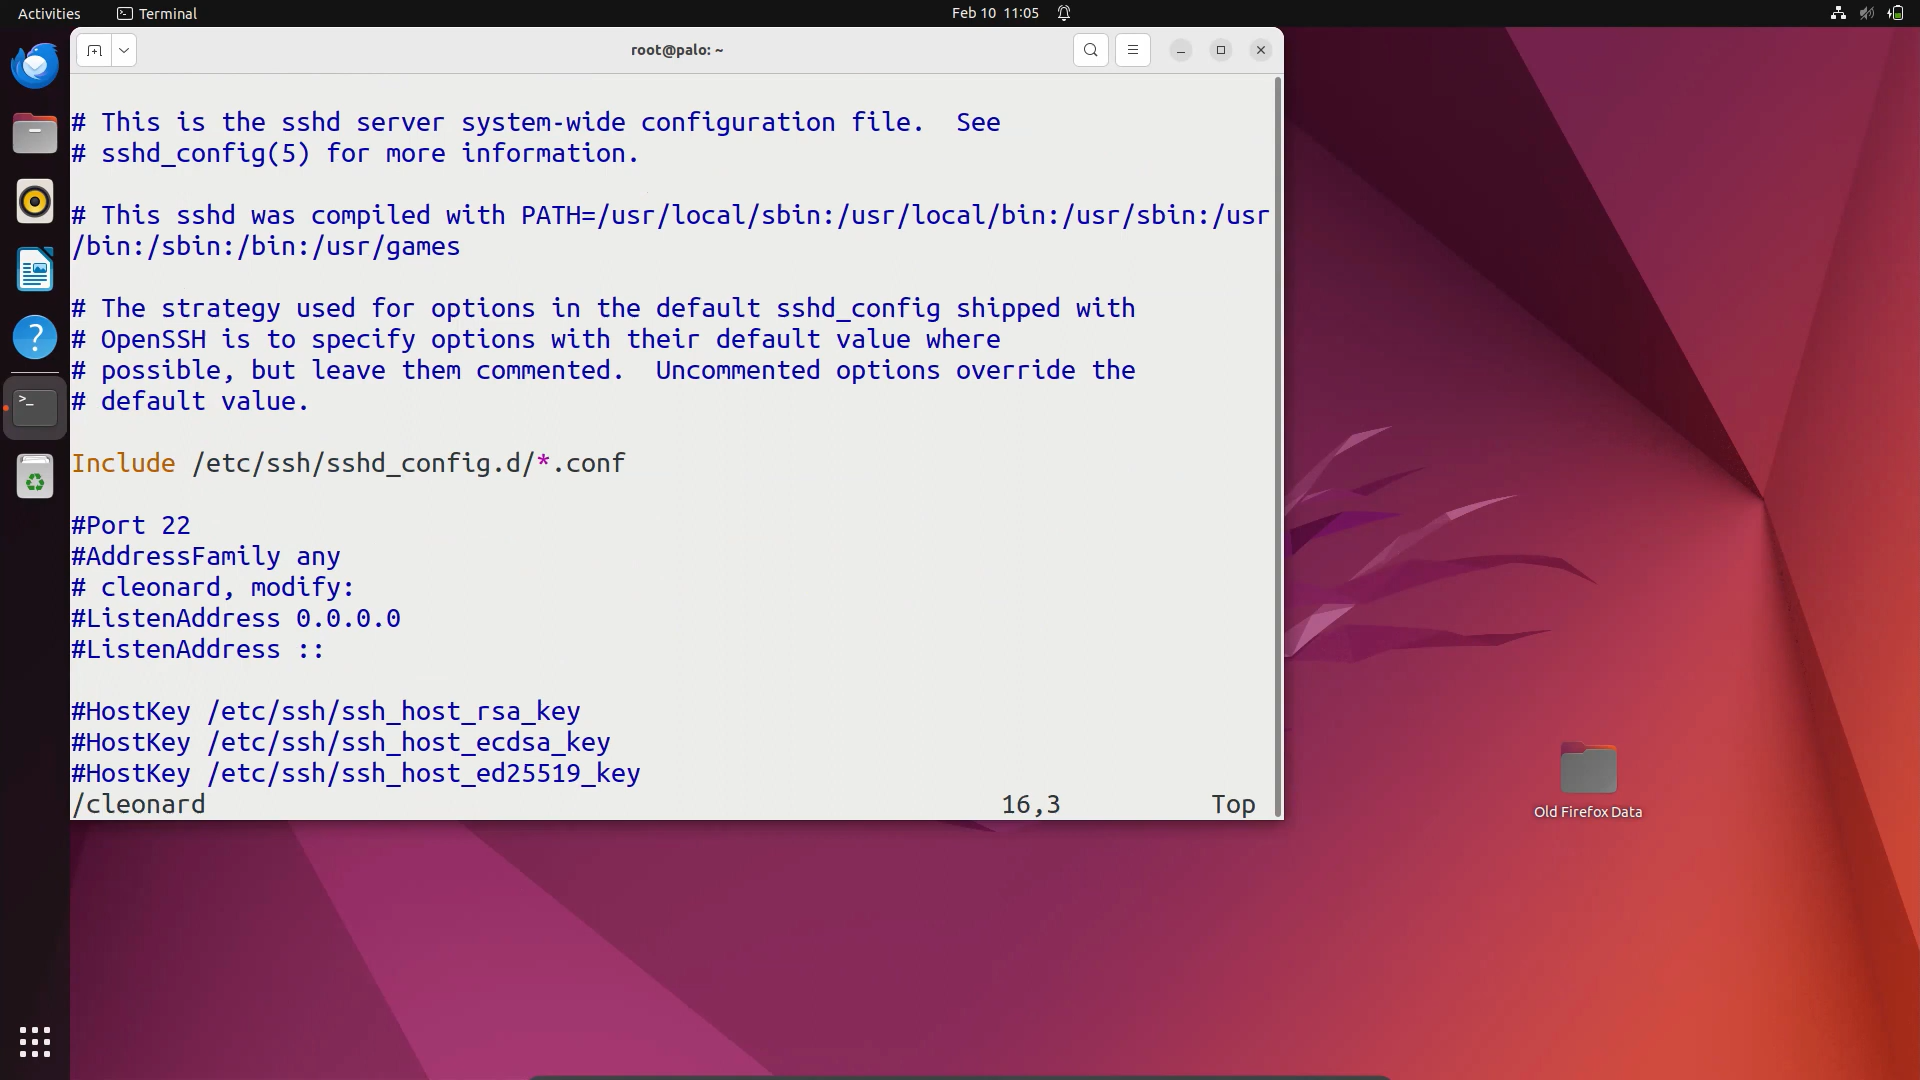 Activities Terminal Feb 10 11:05
root@palo: ~
# This is the sshd server system-wide configuration file.  See
# sshd_config(5) for more information.
# This sshd was compiled with PATH=/usr/local/sbin:/usr/local/bin:/usr/sbin:/usr
/bin:/sbin:/bin:/usr/games
# The strategy used for options in the default sshd_config shipped with
# OpenSSH is to specify options with their default value where
# possible, but leave them commented.  Uncommented options override the
# default value.
Include /etc/ssh/sshd_config.d/*.conf
#Port 22
#AddressFamily any
# cleonard, modify:
#ListenAddress 0.0.0.0
#ListenAddress ::
#HostKey /etc/ssh/ssh_host_rsa_key
#HostKey /etc/ssh/ssh_host_ecdsa_key
#HostKey /etc/ssh/ssh_host_ed25519_key
/cleonard 16,3 Top
Old Firefox Data